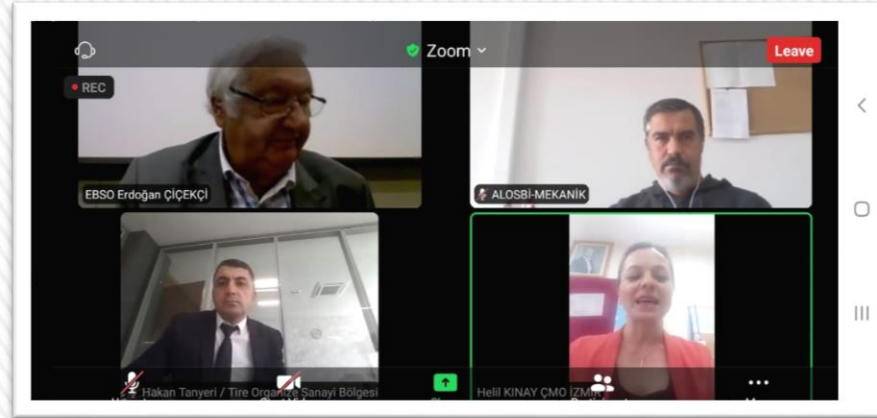 Zoom
Leave
REC
EBSO Erdoğan ÇİÇEKÇİ
ALOSBİ-MEKANİK
Hakan Tanyeri / Tire Organize Sanayi Bölgesi
Helil KINAY ÇMO İZMİR